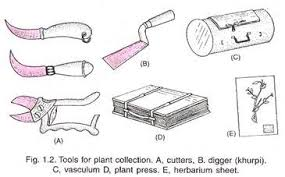 (B)
(C)
(A)
(D)
(E)
Fig. 1.2. Tools for plant collection. A, cutters, B. digger (khurpi).
C, vasculum D, plant press. E, herbarium sheet.